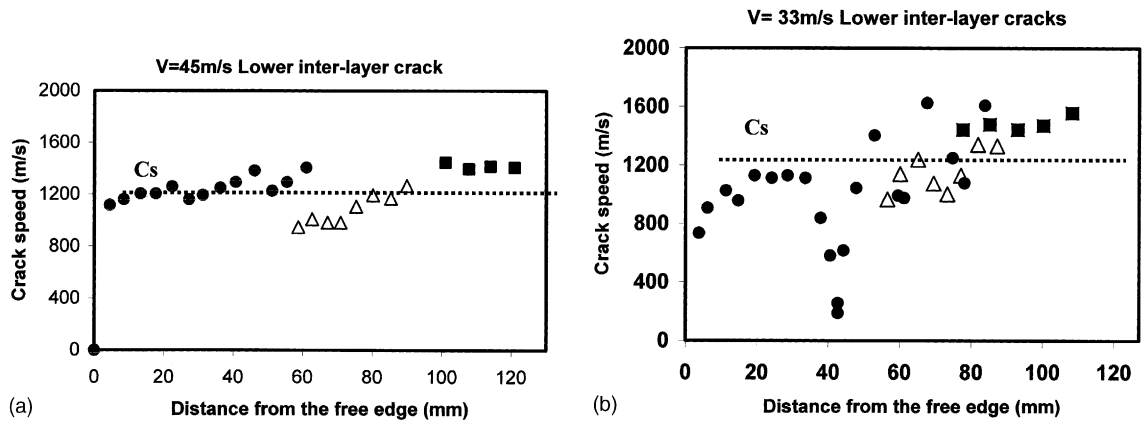 V=45m/s Lower inter-layer crack
2000
1600
1200
800
400
0
Crack speed (m/s)
Cs
0 20 40 60 80 100 120
Distance from the free edge (mm)
(a)
V= 33m/s Lower inter-layer cracks
2000
1600
1200
800
400
0
Crack speed (m/s)
Cs
0 20 40 60 80 100 120
Distance from the free edge (mm)
(b)